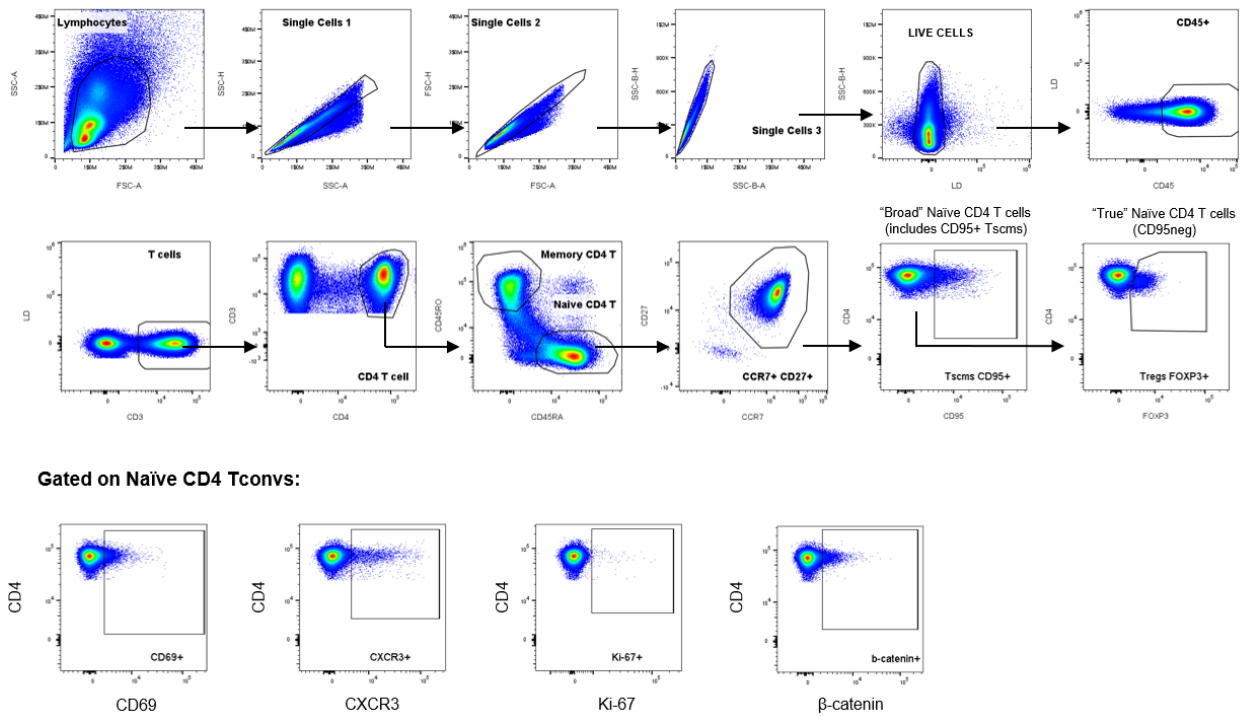 Lymphocytes
Single Cells 1
Single Cells 2
Single Cells 3
LIVE CELLS
CD45+
SSC-A
SSC-H
FSC-H
SSC-B-H
SSC-B-H
LD
FSC-A
SSC-A
FSC-A
SSC-B-A
LD
CD45
"Broad" Naïve CD4 T cells
(includes CD95+ Tscms)
"True" Naïve CD4 T cells
(CD95neg)
T cells
CD4 T cell
Memory CD4 T
Naive CD4 T
CCR7+ CD27+
Tscms CD95+
Tregs FOXP3+
LD
CD3
CD45RO
CD27
CD4
CD4
CD3
CD4
CD45RA
CCR7
CD95
FOXP3
Gated on Naïve CD4 Tconvs:
CD4
CD69+
CD69
CD4
CXCR3+
CXCR3
CD4
Ki-67+
Ki-67
CD4
b-catenin+
β-catenin